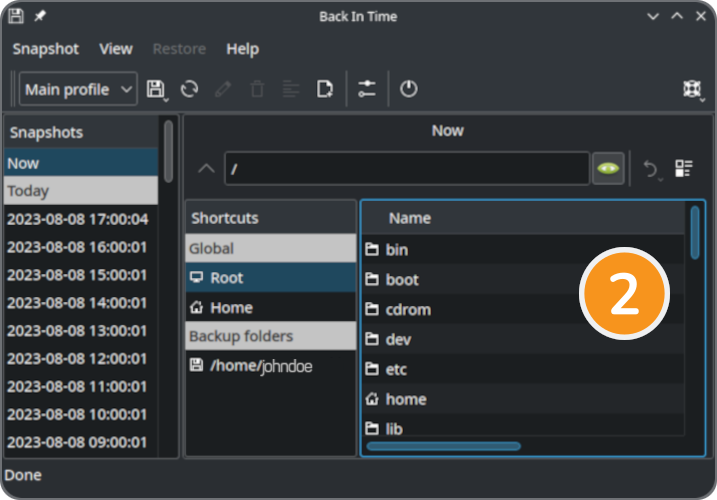 Back In Time
Snapshot View Restore Help
Main profile
Snapshots
Now
Today
2023-08-08 17:00:04
2023-08-08 16:00:01
2023-08-08 15:00:01
2023-08-08 14:00:01
2023-08-08 13:00:01
2023-08-08 12:00:01
2023-08-08 11:00:01
2023-08-08 10:00:01
2023-08-08 09:00:01
Now
/
Shortcuts
Global
Root
Home
Backup folders
/home/johndoe
Name
bin
boot
cdrom
dev
etc
home
lib
2
Done